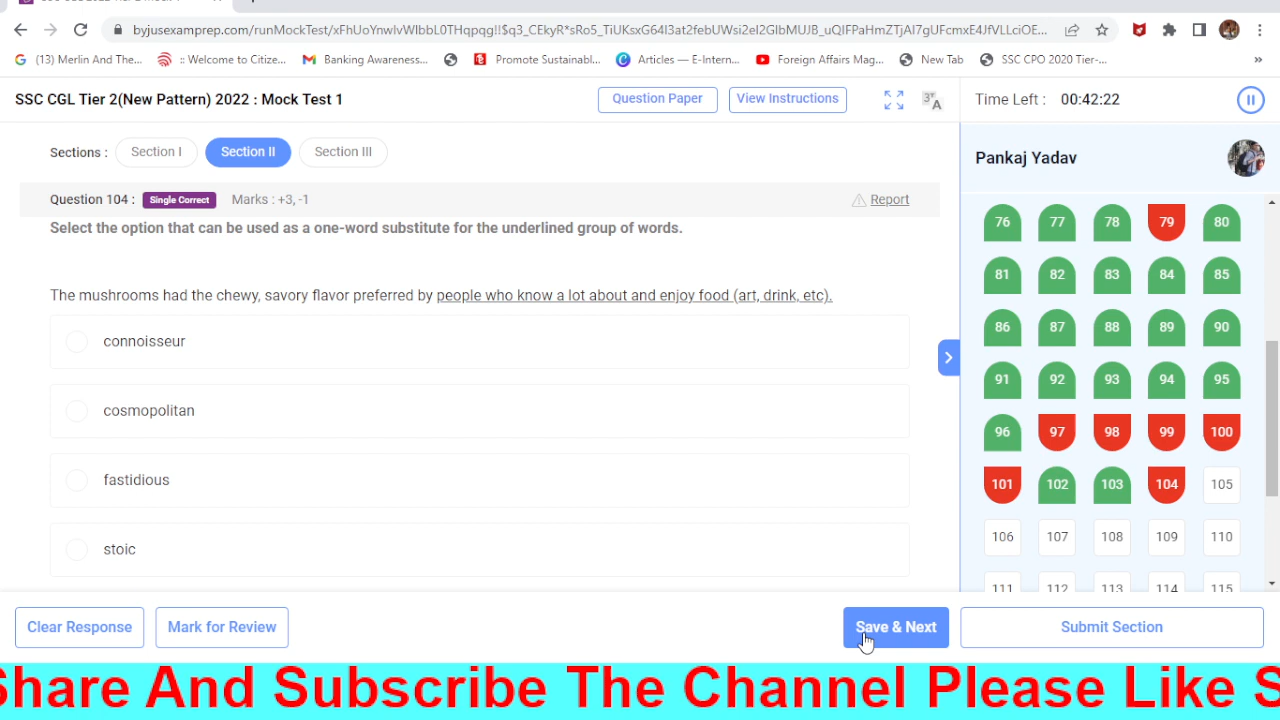 byjusexamprep.com/runMockTest/xFhUoYnwlvWlbbL0THqpqg!!$q3_CEkyR*sRo5_TiUKsxG64l3at2febUWsi2eI2GlbMUJB_uQIFPaHmZTjAI7gUFcmxE4JfVLLciOE...
(13) Merlin And The...
:: Welcome to Citize...
Banking Awareness...
Promote Sustainabl...
Articles — E-Intern...
Foreign Affairs Mag...
New Tab
SSC CPO 2020 Tier-...
»
SSC CGL Tier 2(New Pattern) 2022 : Mock Test 1
Question Paper
View Instructions
Time Left : 00:42:22
Sections : Section I Section II Section III
Pankaj Yadav
Question 104 : Single Correct Marks : +3, -1
Report
Select the option that can be used as a one-word substitute for the underlined group of words.
The mushrooms had the chewy, savory flavor preferred by people who know a lot about and enjoy food (art, drink, etc).
connoisseur
cosmopolitan
fastidious
stoic
76 77 78 79 80
81 82 83 84 85
86 87 88 89 90
91 92 93 94 95
96 97 98 99 100
101 102 103 104 105
106 107 108 109 110
111 112 113 114 115
Clear Response
Mark for Review
Save & Next
Submit Section
Share And Subscribe The Channel Please Like S